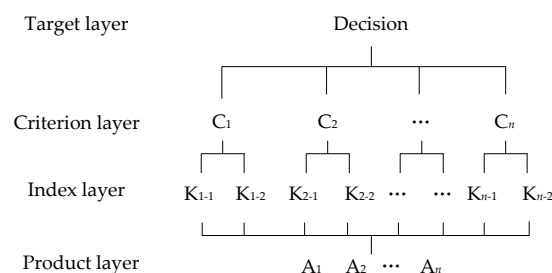 Target layer Decision
Criterion layer C₁ C₂ ··· Cₙ
Index layer K₁₋₁ K₁₋₂ K₂₋₁ K₂₋₂ ··· ··· Kₙ₋₁ Kₙ₋₂
Product layer A₁ A₂ ··· Aₙ